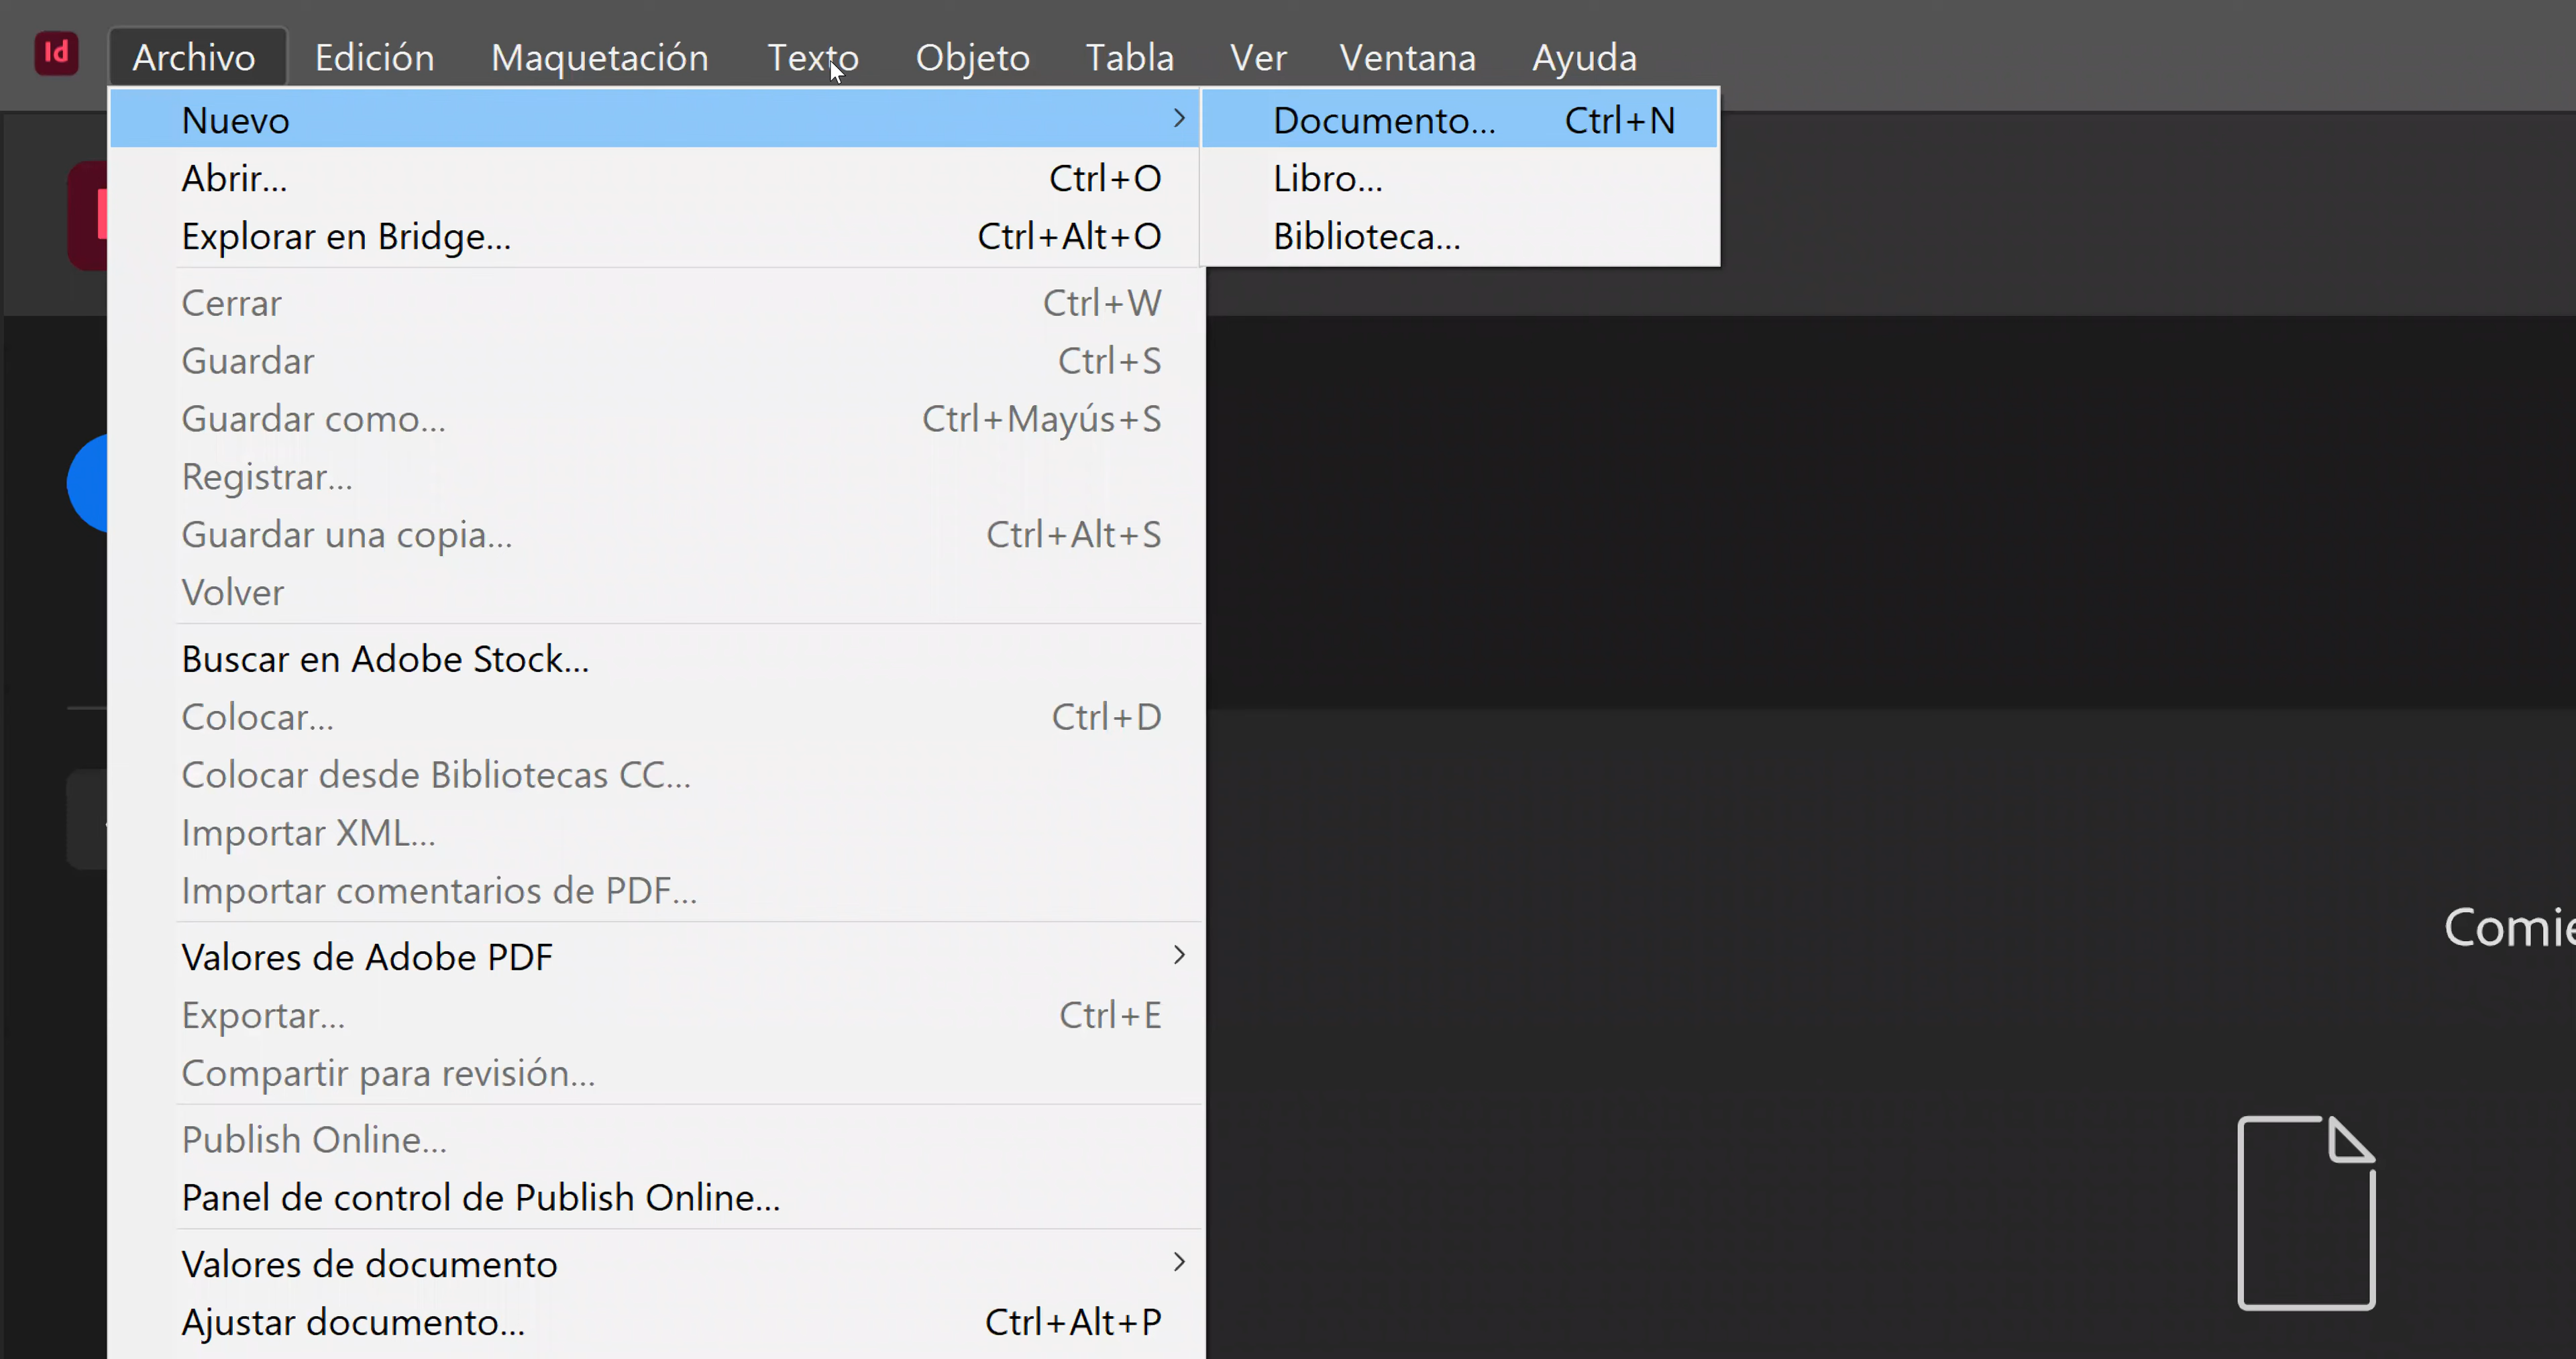 Id Archivo Edición Maquetación Texto Objeto Tabla Ver Ventana Ayuda
Nuevo
Documento... Ctrl+N
Abrir... Ctrl+O
Libro...
Explorar en Bridge... Ctrl+Alt+O
Biblioteca...
Cerrar Ctrl+W
Guardar Ctrl+S
Guardar como... Ctrl+Mayús+S
Registrar...
Guardar una copia... Ctrl+Alt+S
Volver
Buscar en Adobe Stock...
Colocar... Ctrl+D
Colocar desde Bibliotecas CC...
Importar XML...
Importar comentarios de PDF...
Valores de Adobe PDF
Exportar... Ctrl+E
Compartir para revisión...
Publish Online...
Panel de control de Publish Online...
Valores de documento
Ajustar documento... Ctrl+Alt+P